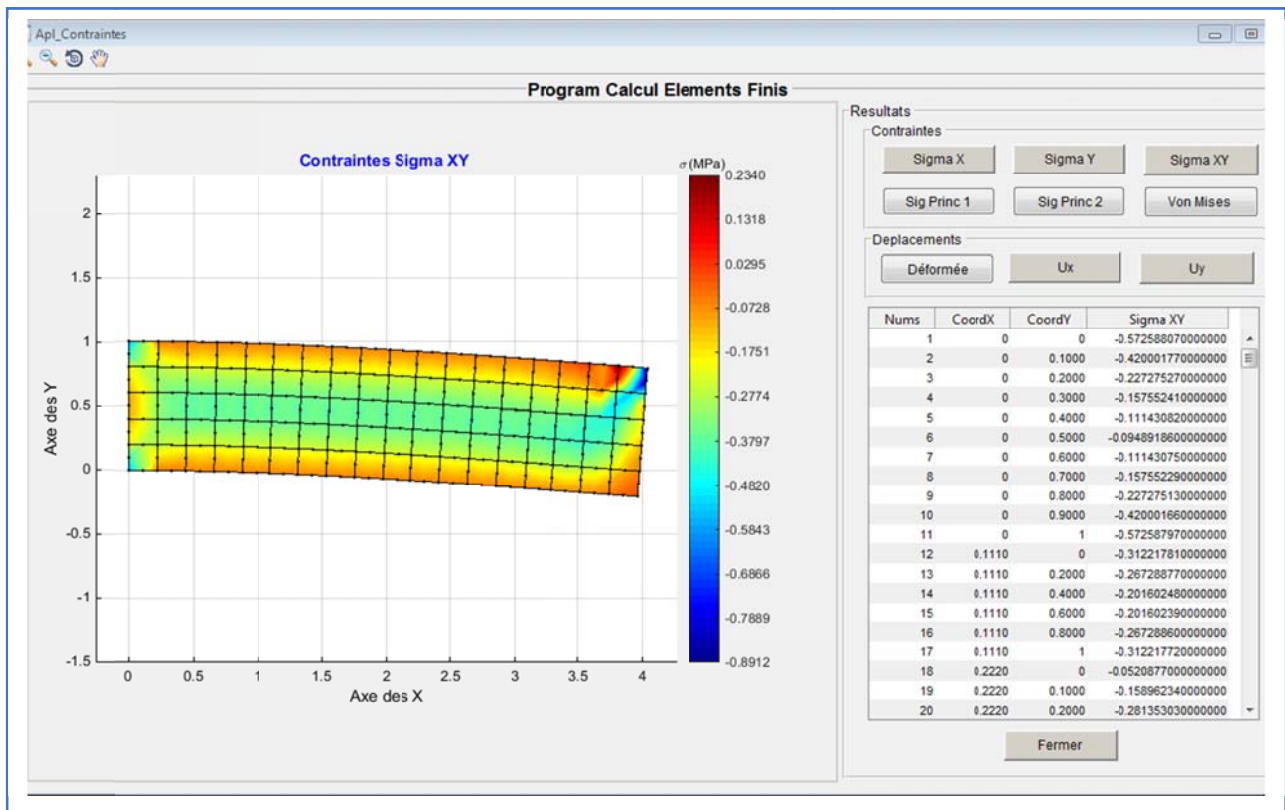 Apl_Contraintes
Program Calcul Elements Finis
Contraintes Sigma XY
σ(MPa)
0.2340
0.1318
0.0295
-0.0728
-0.1751
-0.2774
-0.3797
-0.4820
-0.5843
-0.6866
-0.7889
-0.8912
2
1.5
1
0.5
0
-0.5
-1
-1.5
Axe des Y
0 0.5 1 1.5 2 2.5 3 3.5 4
Axe des X
Resultats
Contraintes
Sigma X Sigma Y Sigma XY
Sig Princ 1 Sig Princ 2 Von Mises
Deplacements
Déformée Ux Uy
Nums CoordX CoordY Sigma XY
1 0 0 -0.572588070000000
2 0 0.1000 -0.420001770000000
3 0 0.2000 -0.227275270000000
4 0 0.3000 -0.157552410000000
5 0 0.4000 -0.111430820000000
6 0 0.5000 -0.0948918600000000
7 0 0.6000 -0.111430750000000
8 0 0.7000 -0.157552290000000
9 0 0.8000 -0.227275130000000
10 0 0.9000 -0.420001660000000
11 0 1 -0.572587970000000
12 0.1110 0 -0.312217810000000
13 0.1110 0.2000 -0.267288770000000
14 0.1110 0.4000 -0.201602480000000
15 0.1110 0.6000 -0.201602390000000
16 0.1110 0.8000 -0.267288600000000
17 0.1110 1 -0.312217720000000
18 0.2220 0 -0.0520877000000000
19 0.2220 0.1000 -0.158962340000000
20 0.2220 0.2000 -0.281353030000000
Fermer